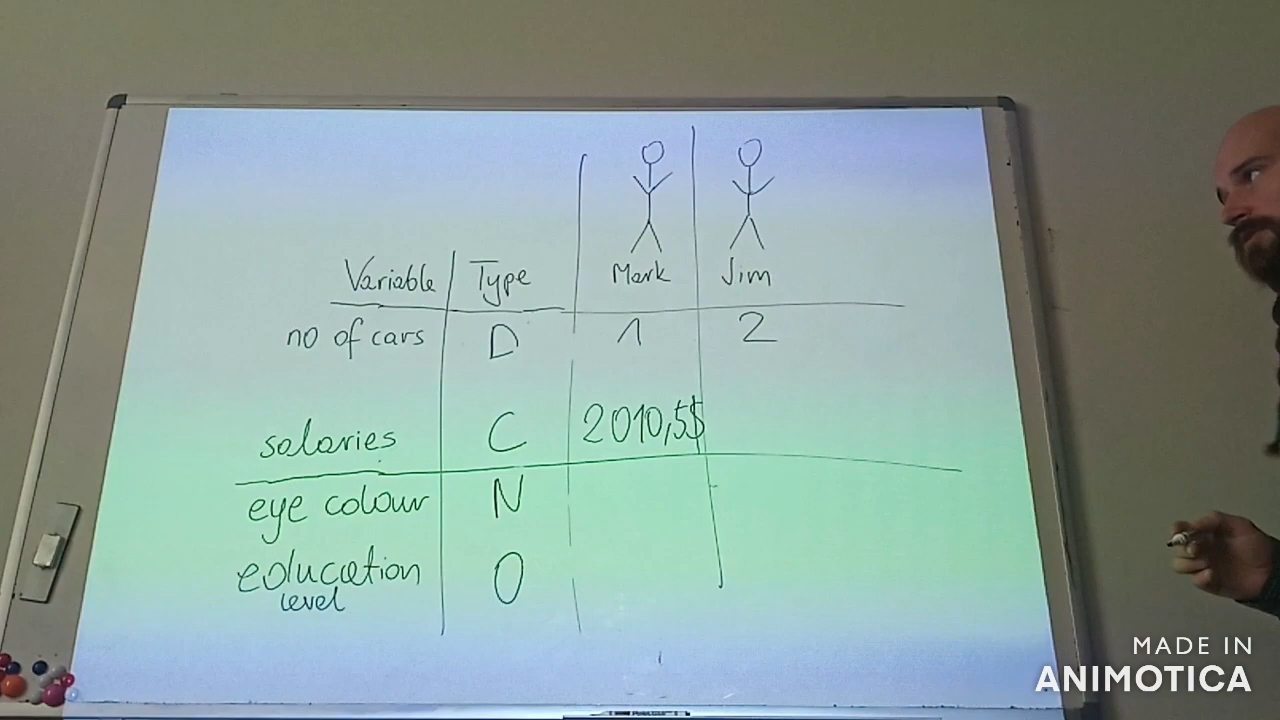 Mark Jim
Variable Type
no of cars D 1 2
salaries C 2010,5$
eye colour N
education O
level
MADE IN
ANIMOTICA